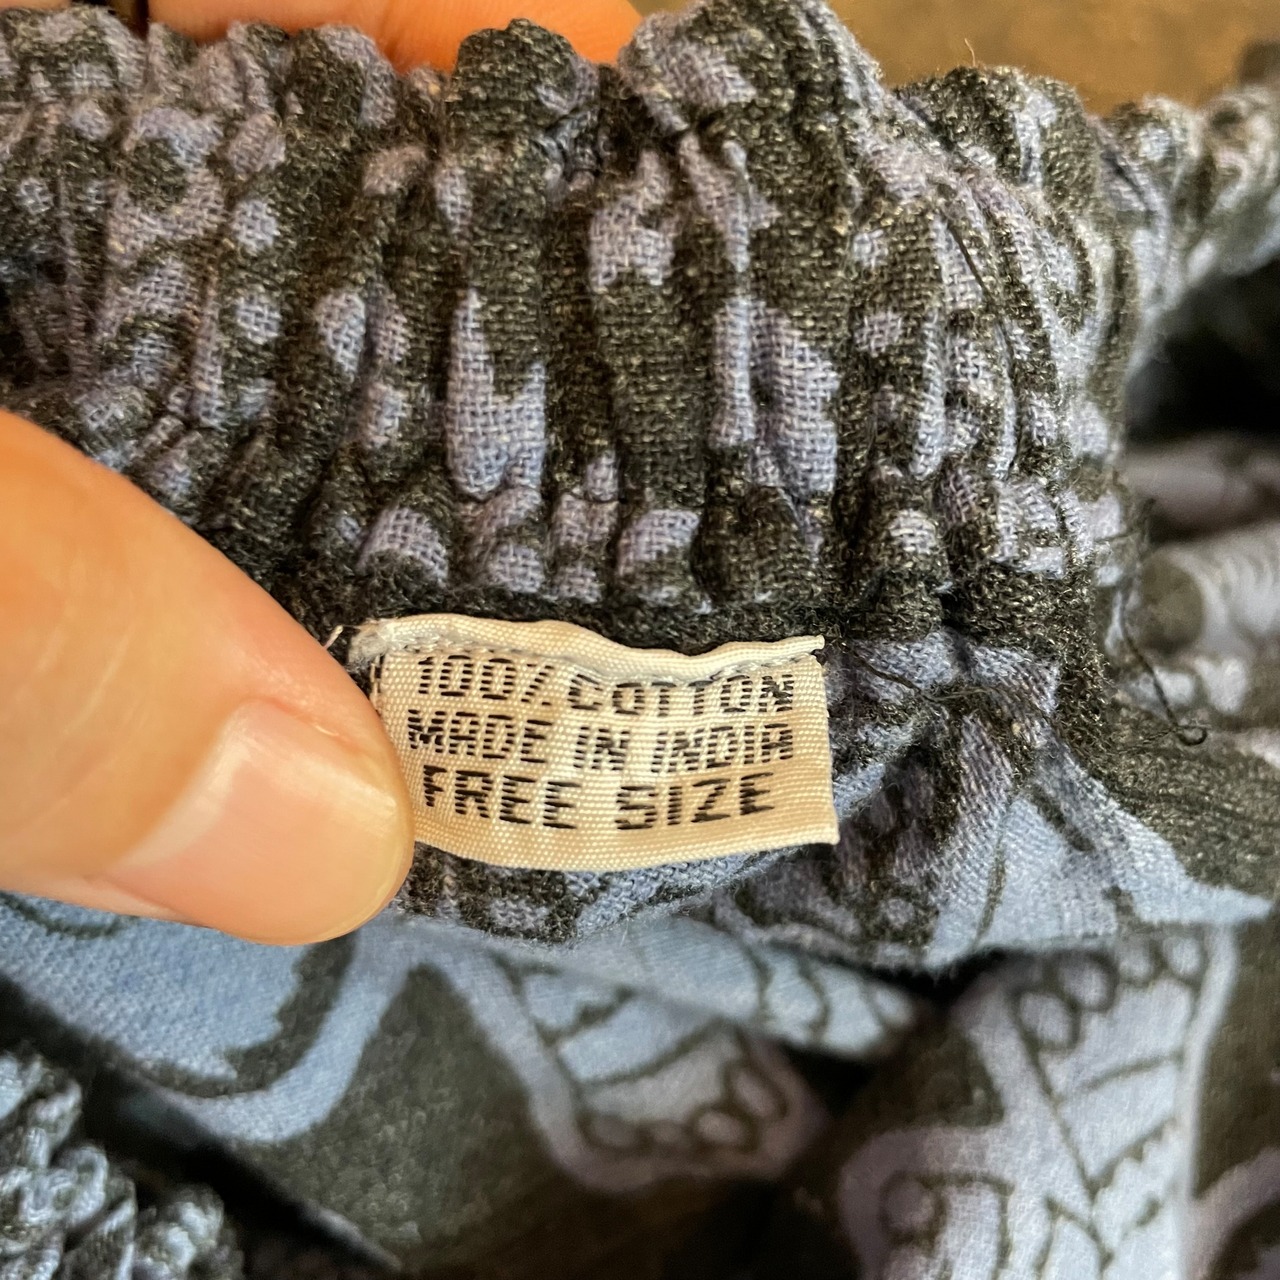 100% COTTON
MADE IN INDIA
FREE SIZE